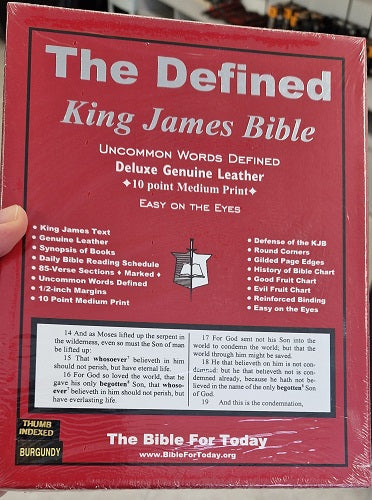 The Defined
King James Bible
UNCOMMON WORDS DEFINED
Deluxe Genuine Leather
✦10 point Medium Print✦
EASY ON THE EYES
• King James Text
• Genuine Leather
• Synopsis of Books
• Daily Bible Reading Schedule
• 85-Verse Sections ♦ Marked ♦
• Uncommon Words Defined
• 1/2-inch Margins
• 10 Point Medium Print
• Defense of the KJB
• Round Corners
• Gilded Page Edges
• History of Bible Chart
• Good Fruit Chart
• Evil Fruit Chart
• Reinforced Binding
• Easy on the Eyes
14 And as Moses lifted up the serpent in
the wilderness, even so must the Son of man
be lifted up:
15 That whosoever believeth in him
should not perish, but have eternal life.
16 For God so loved the world, that he
gave his only begotten Son, that whoso-
ever believeth in him should not perish, but
have everlasting life.
17 For God sent not his Son into the
world to condemn the world; but that the
world through him might be saved.
18 He that believeth on him is not con-
demned: but he that believeth not is con-
demned already, because he hath not be-
lieved in the name of the only begotten Son
of God.
19 And this is the condemnation,
THUMB
INDEXED
BURGUNDY
The Bible For Today
www.BibleForToday.org